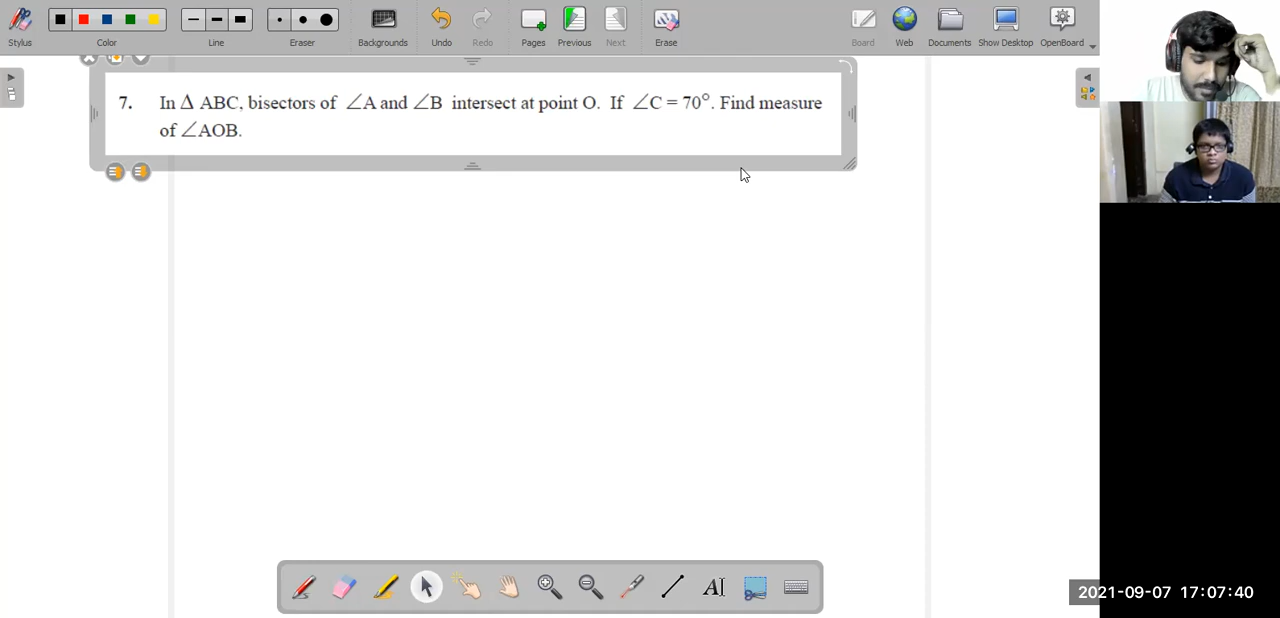 Stylus
Color
Line
Eraser
Backgrounds
Undo
Redo
Pages
Previous
Next
Erase
Board
Web
Documents
Show Desktop
OpenBoard
7. In Δ ABC, bisectors of ∠A and ∠B intersect at point O. If ∠C = 70°. Find measure
of ∠AOB.
AI
2021-09-07 17:07:40